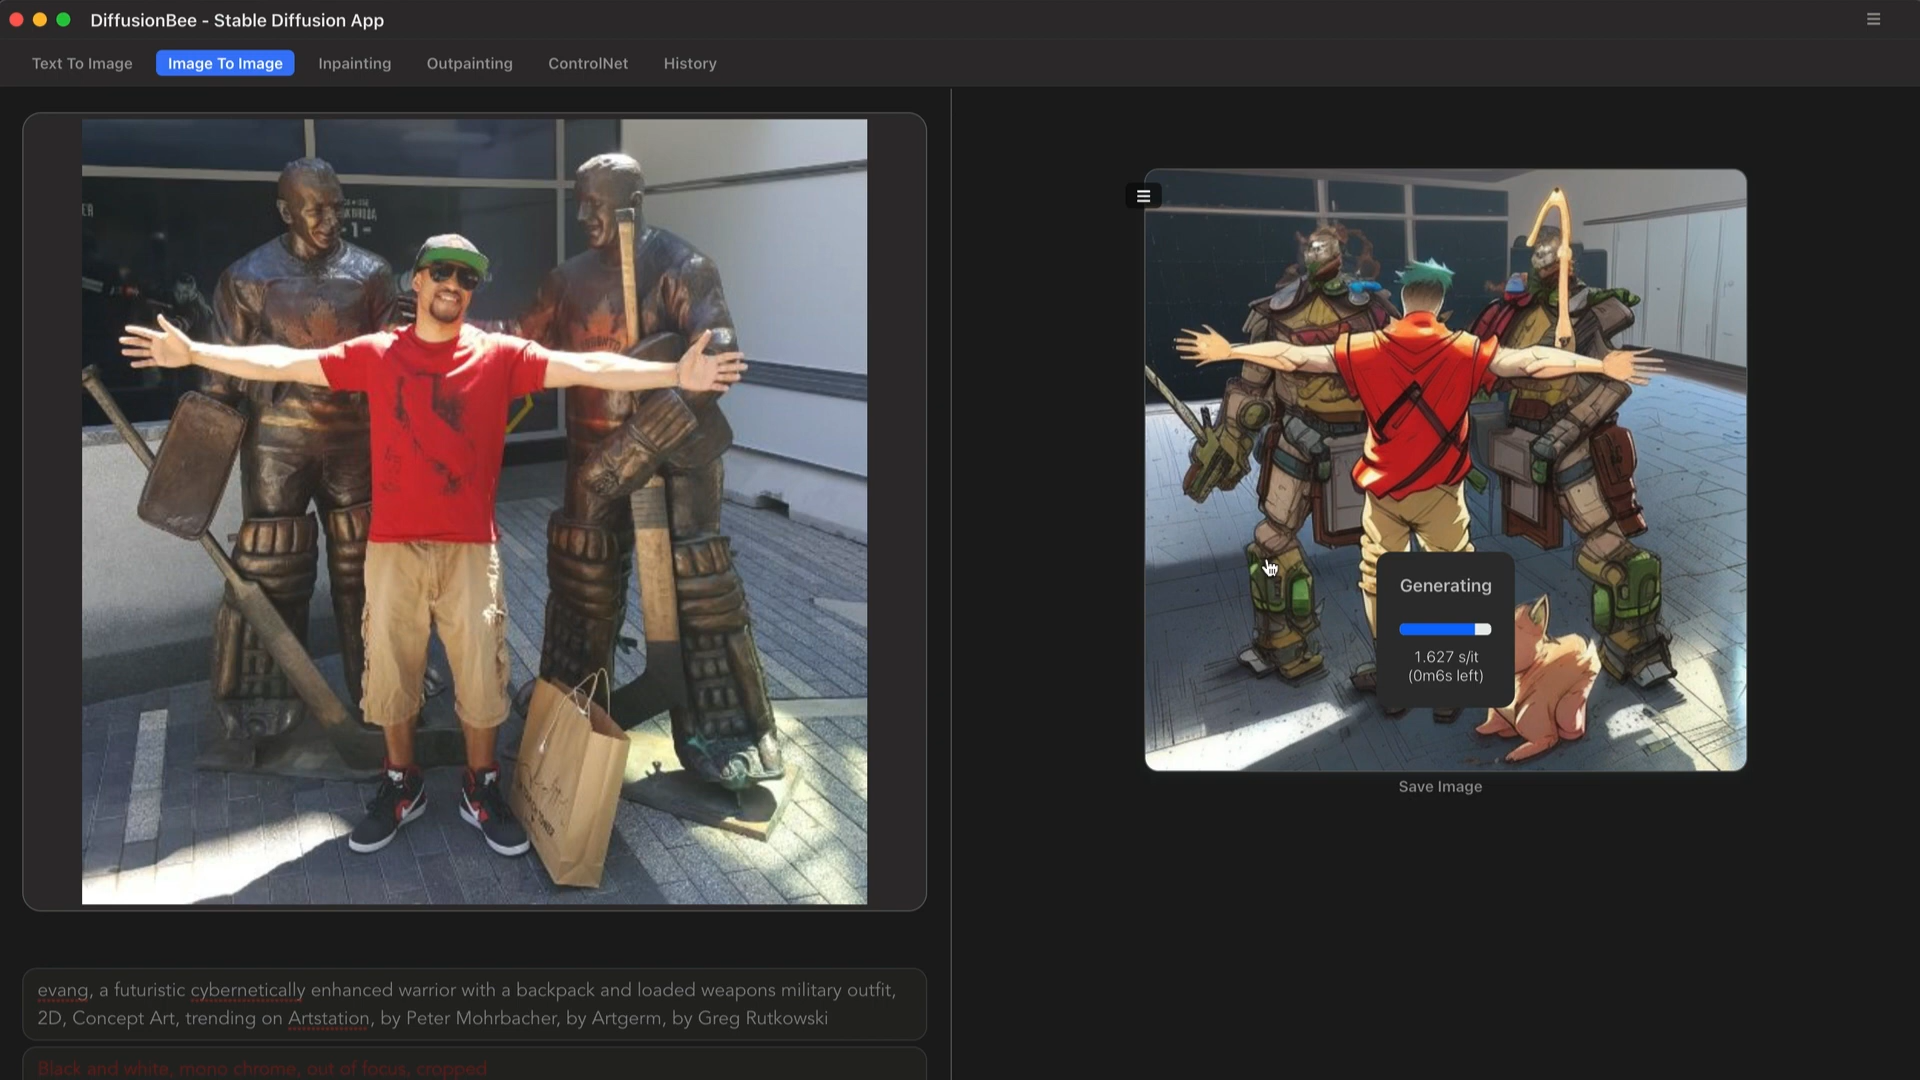 DiffusionBee - Stable Diffusion App
Text To Image
Image To Image
Inpainting
Outpainting
ControlNet
History
-1-
TORONTO
Generating
1.627 s/it
(0m6s left)
Save Image
evang, a futuristic cybernetically enhanced warrior with a backpack and loaded weapons military outfit,
2D, Concept Art, trending on Artstation, by Peter Mohrbacher, by Artgerm, by Greg Rutkowski
Black and white, mono chrome, out of focus, cropped